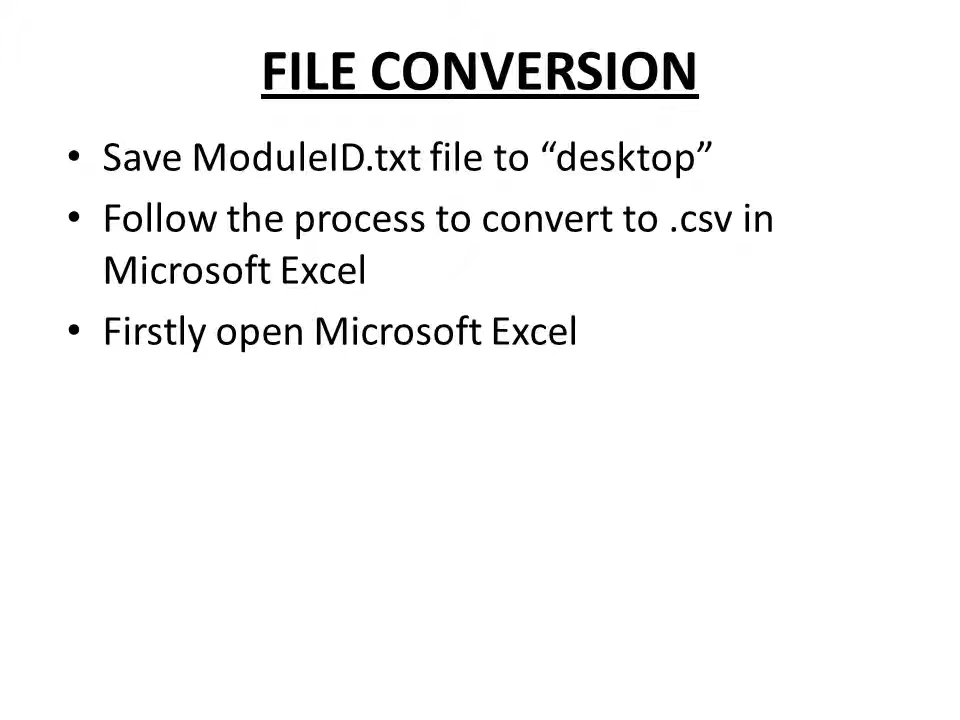 FILE CONVERSION
• Save ModuleID.txt file to “desktop”
• Follow the process to convert to .csv in
Microsoft Excel
• Firstly open Microsoft Excel